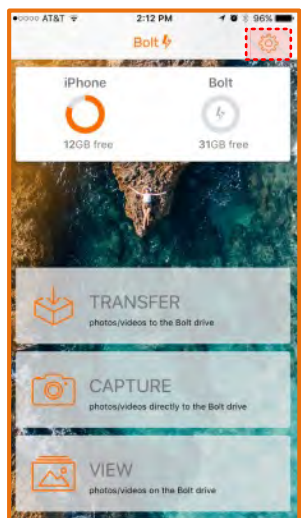 AT&T 2:12 PM 96%
Bolt
iPhone Bolt
12GB free 31GB free
TRANSFER
photos/videos to the Bolt drive
CAPTURE
photos/videos directly to the Bolt drive
VIEW
photos/videos on the Bolt drive